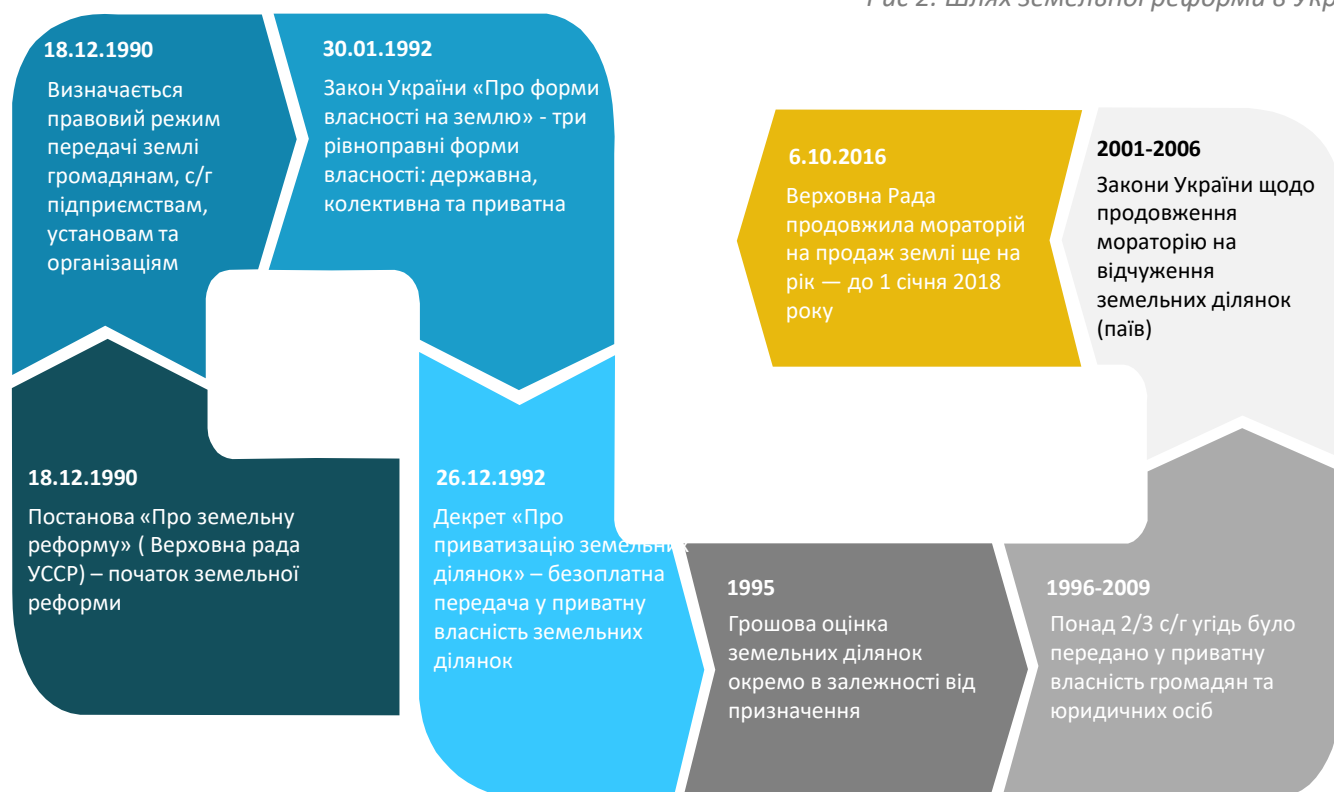 Рис 2. Шлях земельної реформа в Укр
18.12.1990
Визначається
правовий режим
передачі землі
громадянам, с/г
підприємствам,
установам та
організаціям
30.01.1992
Закон України «Про форми
власності на землю» - три
рівноправні форми
власності: державна,
колективна та приватна
6.10.2016
Верховна Рада
продовжила мораторій
на продаж землі ще на
рік — до 1 січня 2018
року
2001-2006
Закони України щодо
продовження
мораторію на
відчуження
земельних ділянок
(паїв)
18.12.1990
Постанова «Про земельну
реформу» ( Верховна рада
УССР) – початок земельної
реформи
26.12.1992
Декрет «Про
приватизацію земельних
ділянок» – безоплатна
передача у приватну
власність земельних
ділянок
1995
Грошова оцінка
земельних ділянок
окремо в залежності від
призначення
1996-2009
Понад 2/3 с/г угідь було
передано у приватну
власність громадян та
юридичних осіб